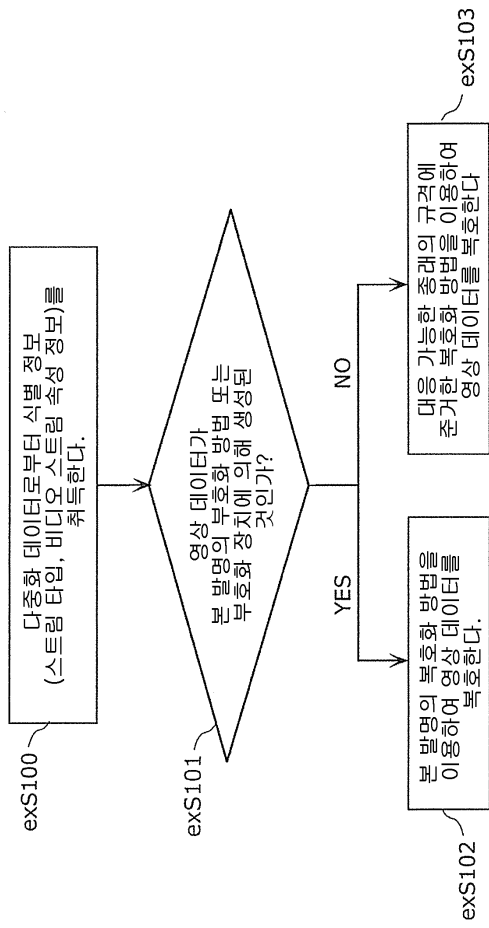 exS100
다중화 데이터로부터 식별 정보
(스트림 타입, 비디오 스트림 속성 정보)를
취득한다.
exS101
영상 데이터가
본 발명의 부호화 방법 또는
부호화 장치에 의해 생성된
것인가?
YES
NO
exS102
본 발명의 복호화 방법을
이용하여 영상 데이터를
복호한다.
exS103
대응 가능한 종래의 규격에
준거한 복호화 방법을 이용하여
영상 데이터를 복호한다